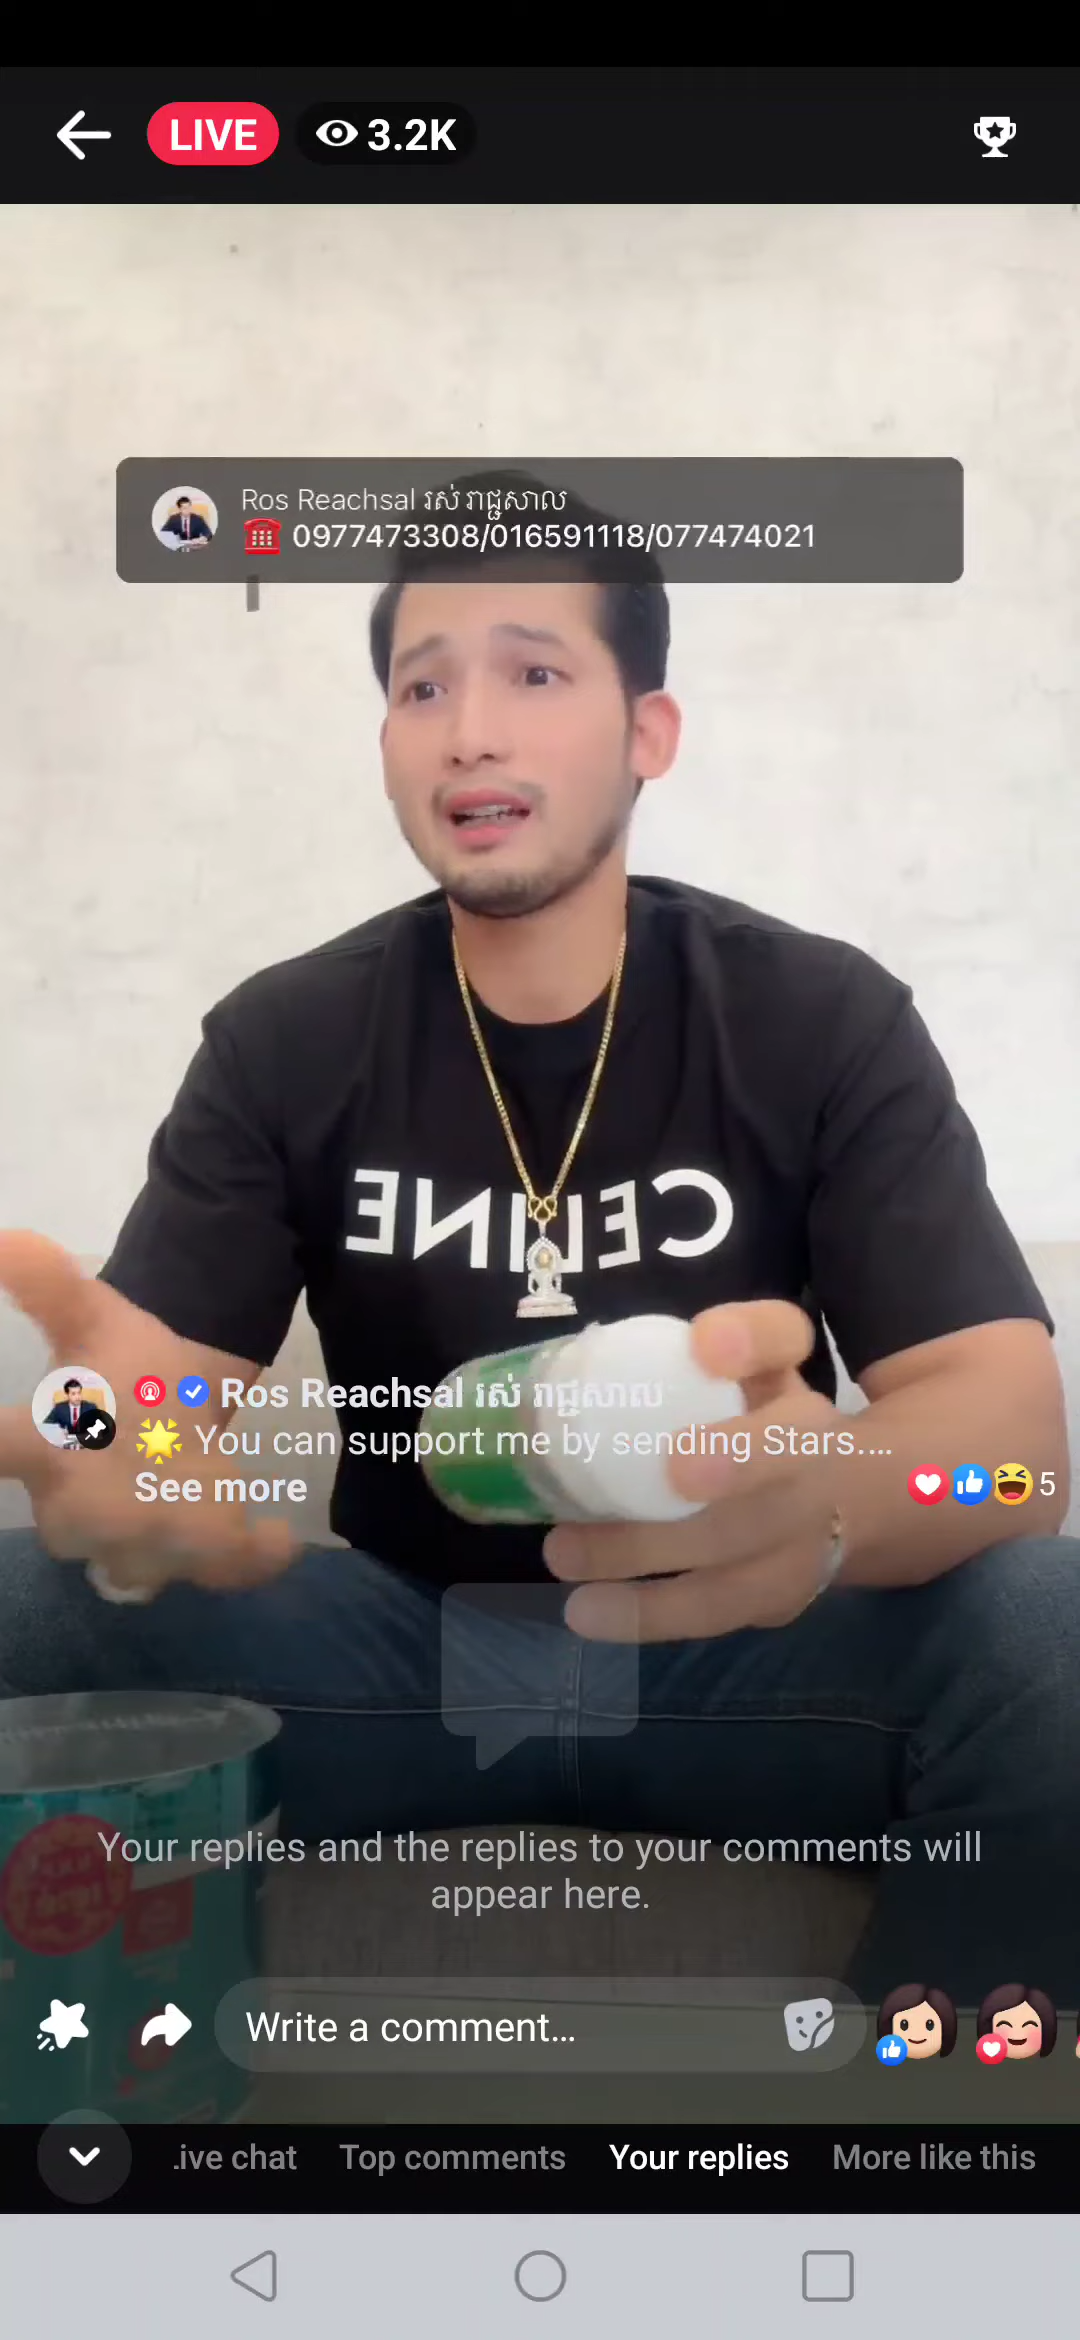 LIVE 3.2K
Ros Reachsal រស់ រាជ្ជសាល
0977473308/016591118/077474021
CELINE
Ros Reachsal រស់ រាជ្ជសាល
You can support me by sending Stars....
See more
5
Your replies and the replies to your comments will
appear here.
Write a comment...
.ive chat Top comments Your replies More like this